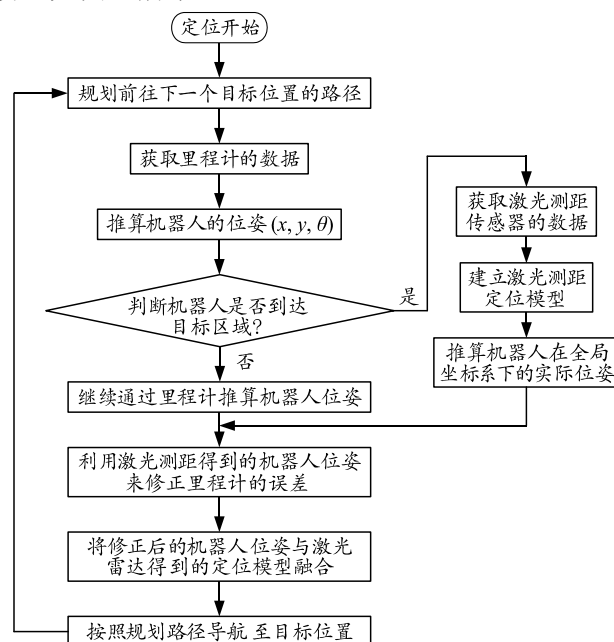 定位开始
规划前往下一个目标位置的路径
获取里程计的数据
推算机器人的位姿(x, y, θ)
判断机器人是否到达
目标区域?
是
否
获取激光测距
传感器的数据
建立激光测距
定位模型
推算机器人在全局
坐标系下的实际位姿
继续通过里程计推算机器人位姿
利用激光测距得到的机器人位姿
来修正里程计的误差
将修正后的机器人位姿与激光
雷达得到的定位模型融合
按照规划路径导航至目标位置